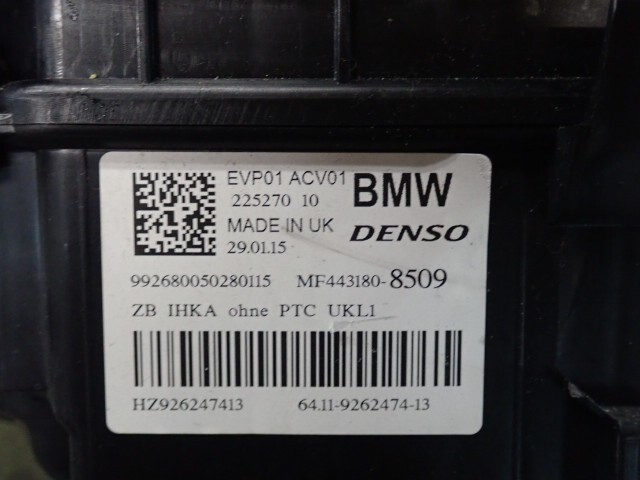 EVP01 ACV01 BMW
225270 10
MADE IN UK DENSO
29.01.15
992680050280115 MF443180-8509
ZB IHKA ohne PTC UKL1
HZ926247413 64.11-9262474-13